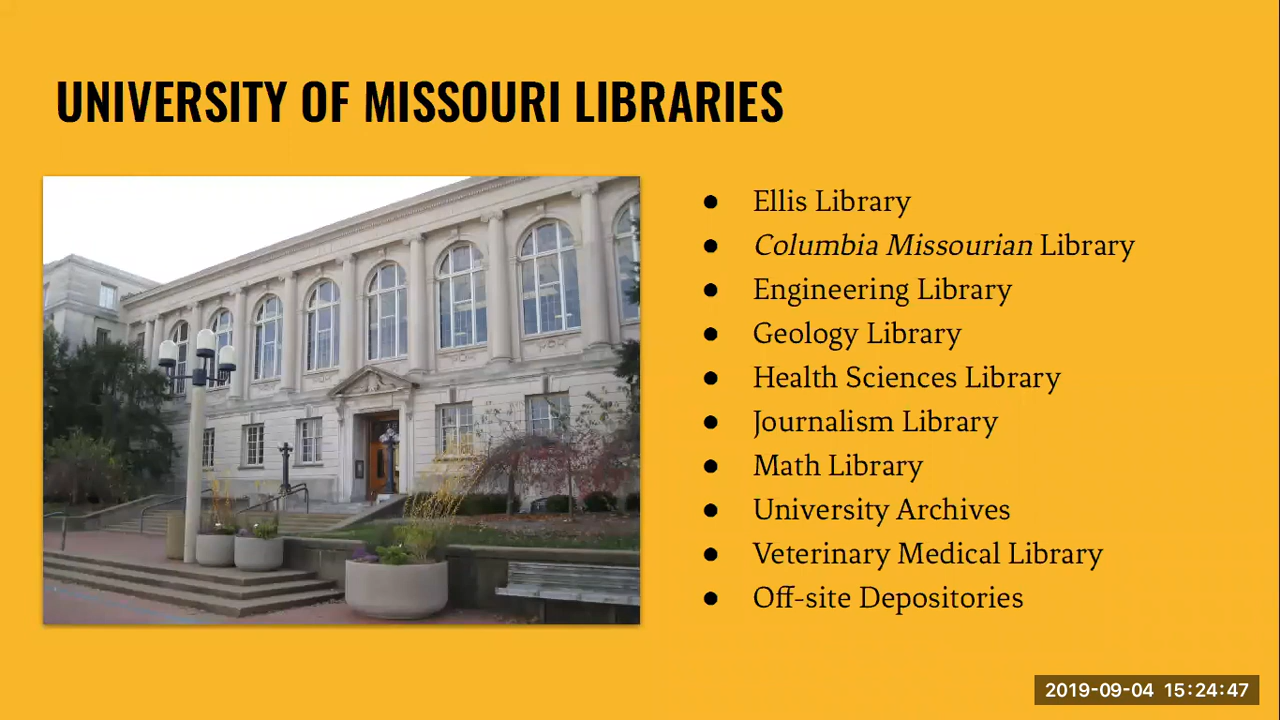 UNIVERSITY OF MISSOURI LIBRARIES
● Ellis Library
● Columbia Missourian Library
● Engineering Library
● Geology Library
● Health Sciences Library
● Journalism Library
● Math Library
● University Archives
● Veterinary Medical Library
● Off-site Depositories
2019-09-04 15:24:47